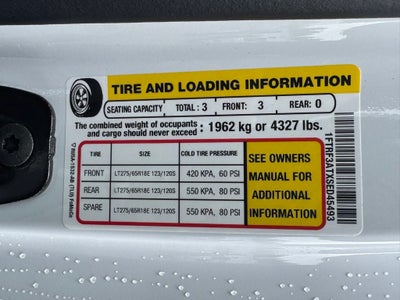 TIRE AND LOADING INFORMATION
SEATING CAPACITY TOTAL : 3 FRONT: 3 REAR: 0
The combined weight of occupants and cargo should never exceed : 1962 kg or 4327 lbs.
TIRE SIZE COLD TIRE PRESSURE
FRONT LT275/65R18E 123/120S 420 KPA, 60 PSI
REAR LT275/65R18E 123/120S 550 KPA, 80 PSI
SPARE LT275/65R18E 123/120S 550 KPA, 80 PSI
SEE OWNERS
MANUAL FOR
ADDITIONAL
INFORMATION
1FTRF3ATXSED45493